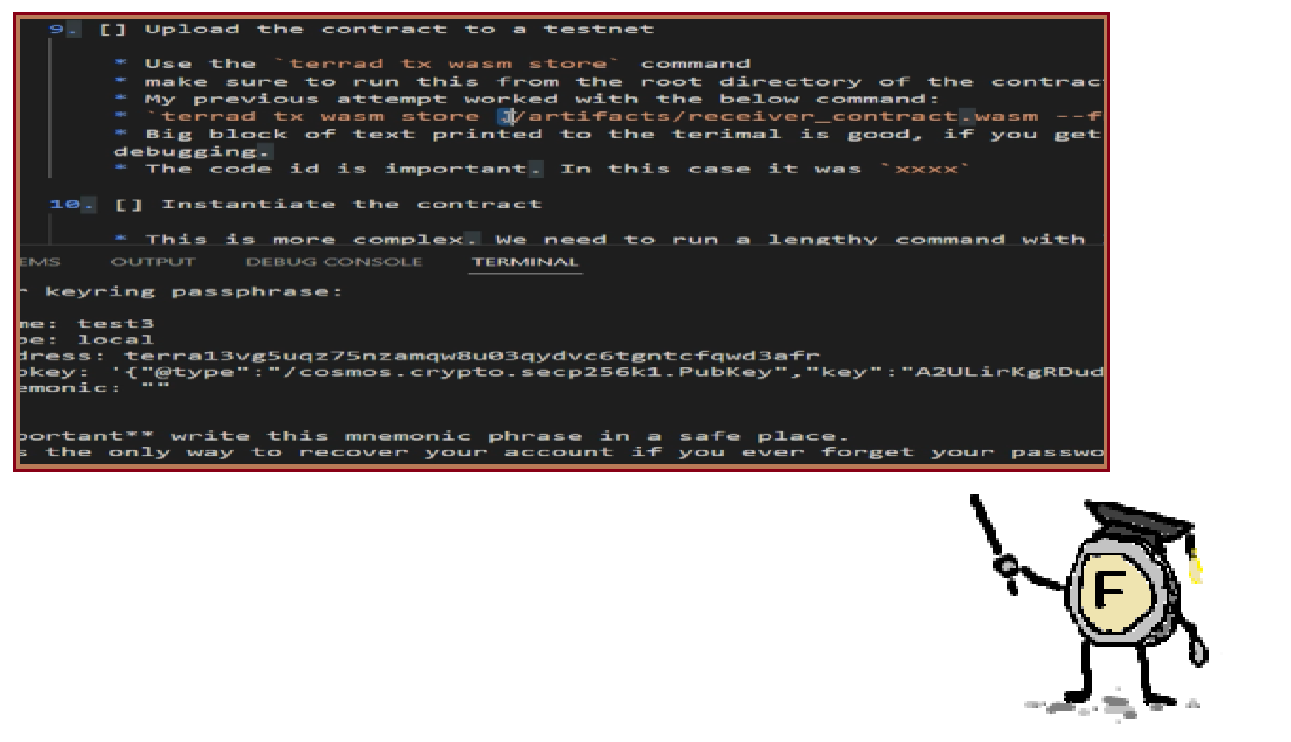 9. [] Upload the contract to a testnet
* Use the `terrad tx wasm store` command
* make sure to run this from the root directory of the contrac
* My previous attempt worked with the below command:
* `terrad tx wasm store ./artifacts/receiver_contract.wasm --f
* Big block of text printed to the terimal is good, if you get
debugging.
* The code id is important. In this case it was `xxxx`
10. [] Instantiate the contract
* This is more complex. We need to run a lengthy command with
EMS OUTPUT DEBUG CONSOLE TERMINAL
r keyring passphrase:
me: test3
pe: local
dress: terra13vg5uqz75nzamqw8u03qydvc6tgntcfqwd3afr
bkey: '{"@type":"/cosmos.crypto.secp256k1.PubKey","key":"A2ULirKgRDud
emonic: ""
portant** write this mnemonic phrase in a safe place.
s the only way to recover your account if you ever forget your passwo
F